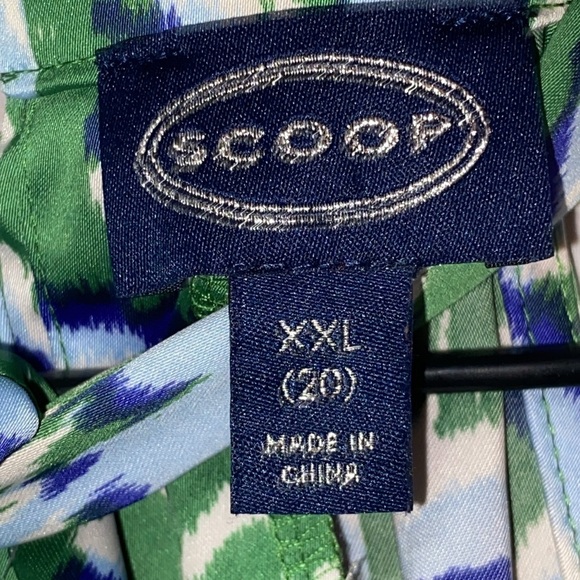 SCOOP
XXL
(20)
MADE IN
CHINA